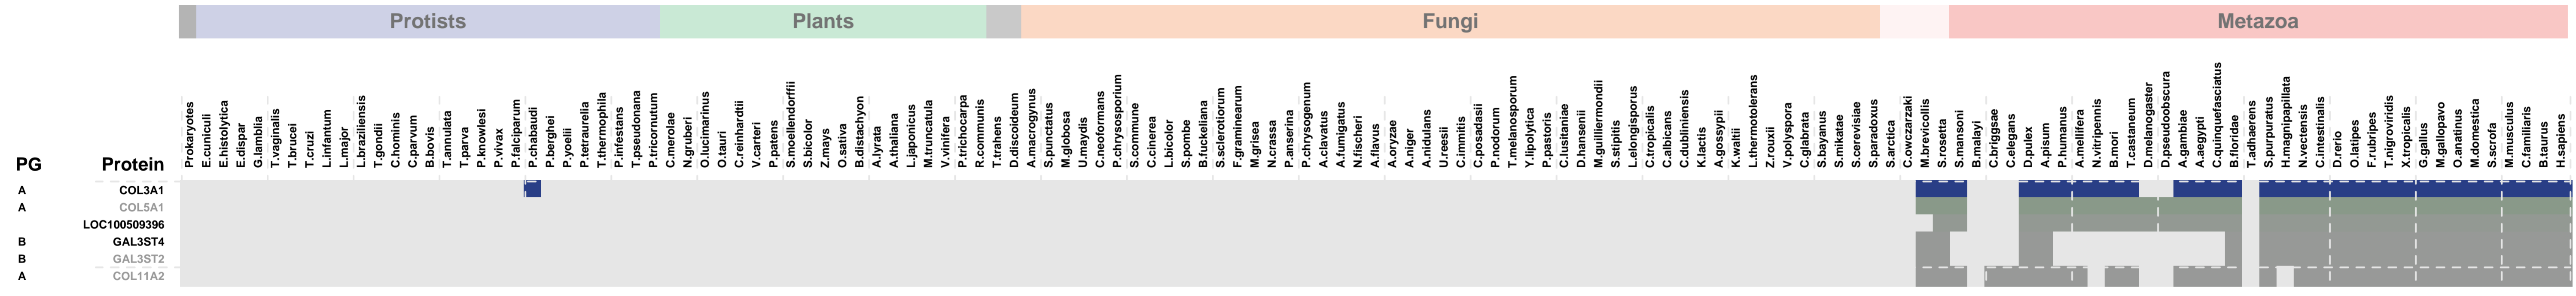 Protists Plants Fungi Metazoa
Prokaryotes
E.cuniculi
E.histolytica
E.dispar
G.lamblia
T.vaginalis
T.brucei
T.cruzi
L.infantum
L.major
L.braziliensis
T.gondii
C.hominis
C.parvum
B.bovis
T.annulata
T.parva
P.knowlesi
P.vivax
P.falciparum
P.chabaudi
P.berghei
P.yoelii
P.tetraurelia
T.thermophila
P.infestans
T.pseudonana
P.tricornutum
C.merolae
N.gruberi
O.lucimarinus
O.tauri
C.reinhardtii
V.carteri
P.patens
S.moellendorffii
S.bicolor
Z.mays
O.sativa
B.distachyon
A.lyrata
A.thaliana
L.japonicus
M.truncatula
V.vinifera
P.trichocarpa
R.communis
T.trahens
D.discoideum
A.macrogynus
S.punctatus
M.globosa
U.maydis
C.neoformans
P.chrysosporium
S.commune
C.cinerea
L.bicolor
S.pombe
B.fuckeliana
S.sclerotiorum
F.graminearum
M.grisea
N.crassa
P.anserina
P.chrysogenum
A.clavatus
A.fumigatus
N.fischeri
A.flavus
A.oryzae
A.niger
A.nidulans
U.reesii
C.immitis
C.posadasii
P.nodorum
T.melanosporum
Y.lipolytica
P.pastoris
C.lusitaniae
D.hansenii
M.guilliermondii
S.stipitis
L.elongisporus
C.tropicalis
C.albicans
C.dubliniensis
K.lactis
A.gossypii
K.waltii
L.thermotolerans
Z.rouxii
V.polyspora
C.glabrata
S.bayanus
S.mikatae
S.cerevisiae
S.paradoxus
S.arctica
C.owczarzaki
M.brevicollis
S.rosetta
S.mansoni
B.malayi
C.briggsae
C.elegans
D.pulex
A.pisum
P.humanus
A.mellifera
N.vitripennis
B.mori
T.castaneum
D.melanogaster
D.pseudoobscura
A.gambiae
A.aegypti
C.quinquefasciatus
B.floridae
T.adhaerens
S.purpuratus
H.magnipapillata
N.vectensis
C.intestinalis
D.rerio
O.latipes
F.rubripes
T.nigroviridis
X.tropicalis
G.gallus
M.gallopavo
O.anatinus
M.domestica
S.scrofa
M.musculus
C.familiaris
B.taurus
H.sapiens
PG Protein
A COL3A1
A COL5A1
LOC100509396
B GAL3ST4
B GAL3ST2
A COL11A2